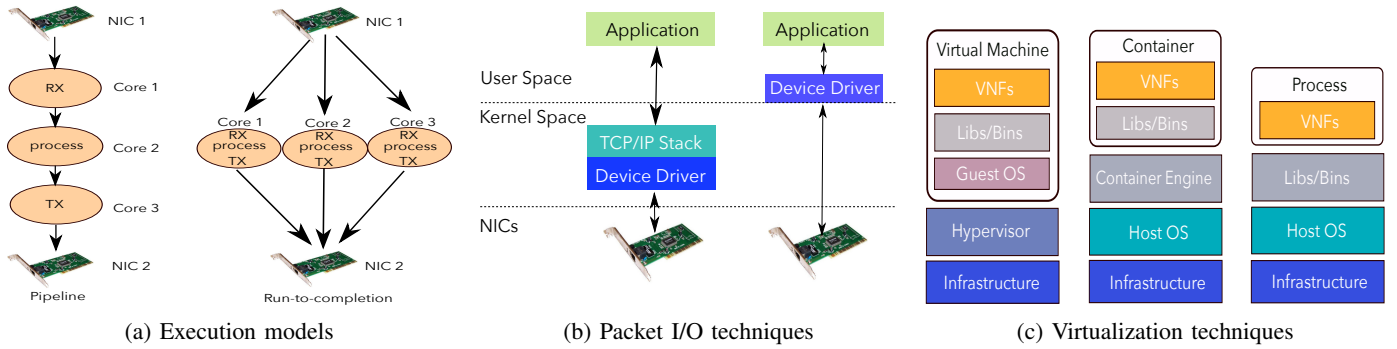 NIC 1
RX
Core 1
process
Core 2
TX
Core 3
NIC 2
Pipeline
NIC 1
Core 1
RX
process
TX
Core 2
RX
process
TX
Core 3
RX
process
TX
NIC 2
Run-to-completion
(a) Execution models
Application
Application
User Space
Device Driver
Kernel Space
TCP/IP Stack
Device Driver
NICs
(b) Packet I/O techniques
Virtual Machine
VNFs
Libs/Bins
Guest OS
Hypervisor
Infrastructure
Container
VNFs
Libs/Bins
Container Engine
Host OS
Infrastructure
Process
VNFs
Libs/Bins
Host OS
Infrastructure
(c) Virtualization techniques